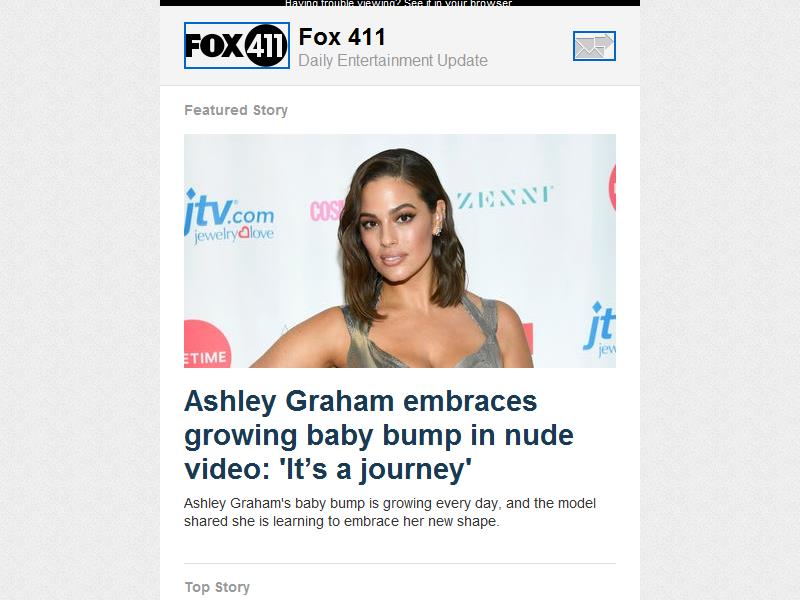 Having trouble viewing? See it in your browser
FOX 411
Fox 411
Daily Entertainment Update
Featured Story
jtv.com
jewelry love
COS
ZENNI
jt
jew
ETIME
Ashley Graham embraces
growing baby bump in nude
video: 'It’s a journey'
Ashley Graham's baby bump is growing every day, and the model
shared she is learning to embrace her new shape.
Top Story